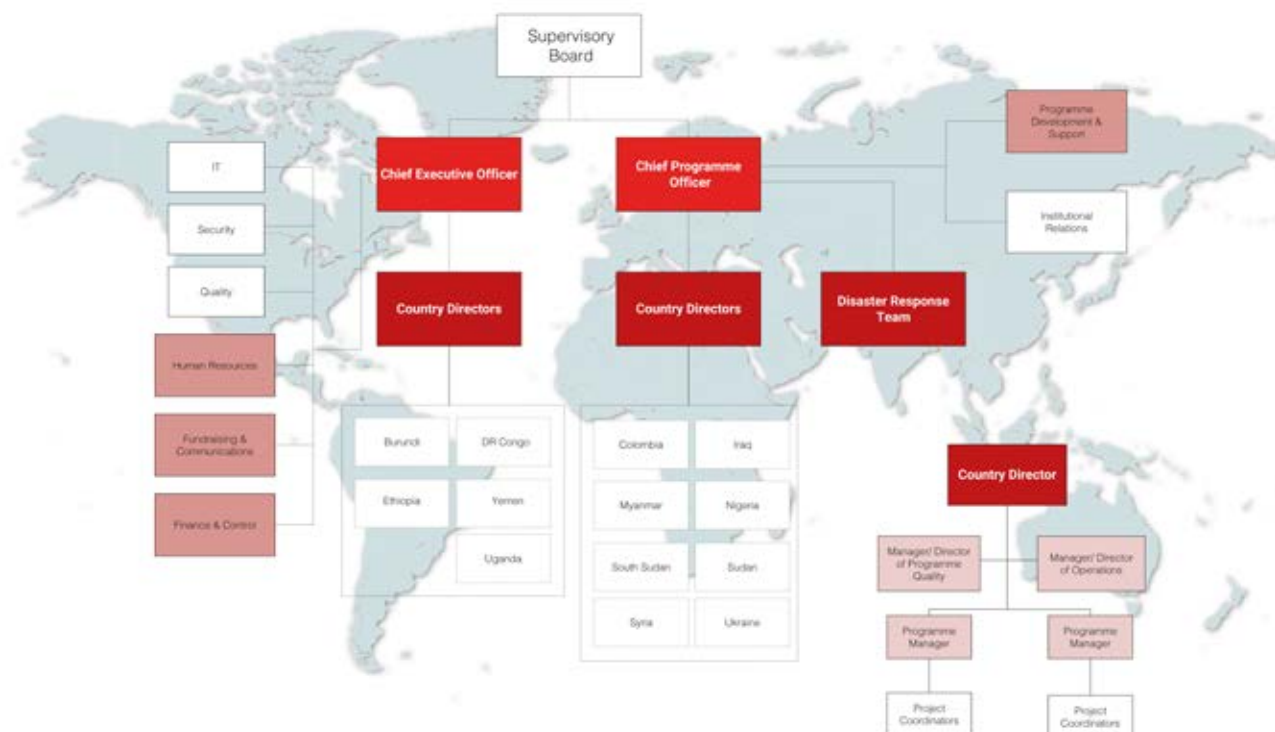 Supervisory
Board
Programme
Development &
Support
IT
Chief Executive Officer
Chief Programme
Officer
Security
Institutional
Relations
Quality
Country Directors
Country Directors
Disaster Response
Team
Human Resources
Fundraising &
Communications
Finance & Control
Burundi
DR Congo
Ethiopia
Yemen
Uganda
Colombia
Iraq
Myanmar
Nigeria
South Sudan
Sudan
Syria
Ukraine
Country Director
Manager/ Director
of Programme
Quality
Manager/ Director
of Operations
Programme
Manager
Programme
Manager
Project
Coordinators
Project
Coordinators